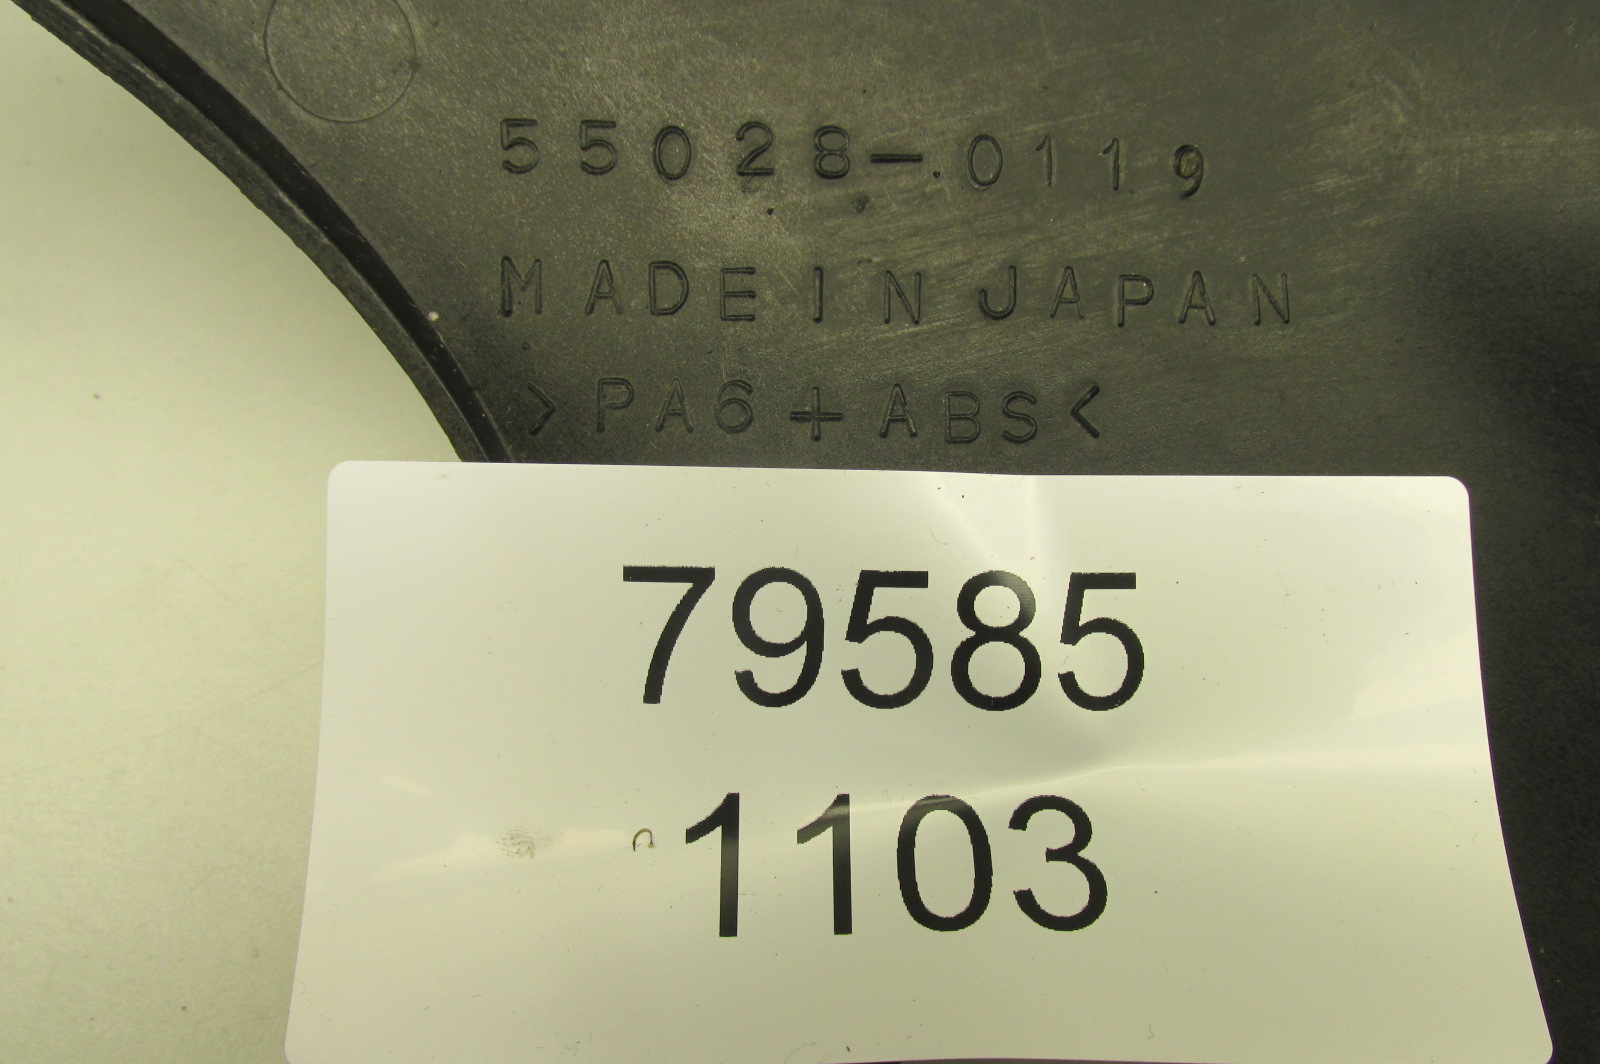 55028-0119
MADE IN JAPAN
>PA6+ABS<
79585
1103